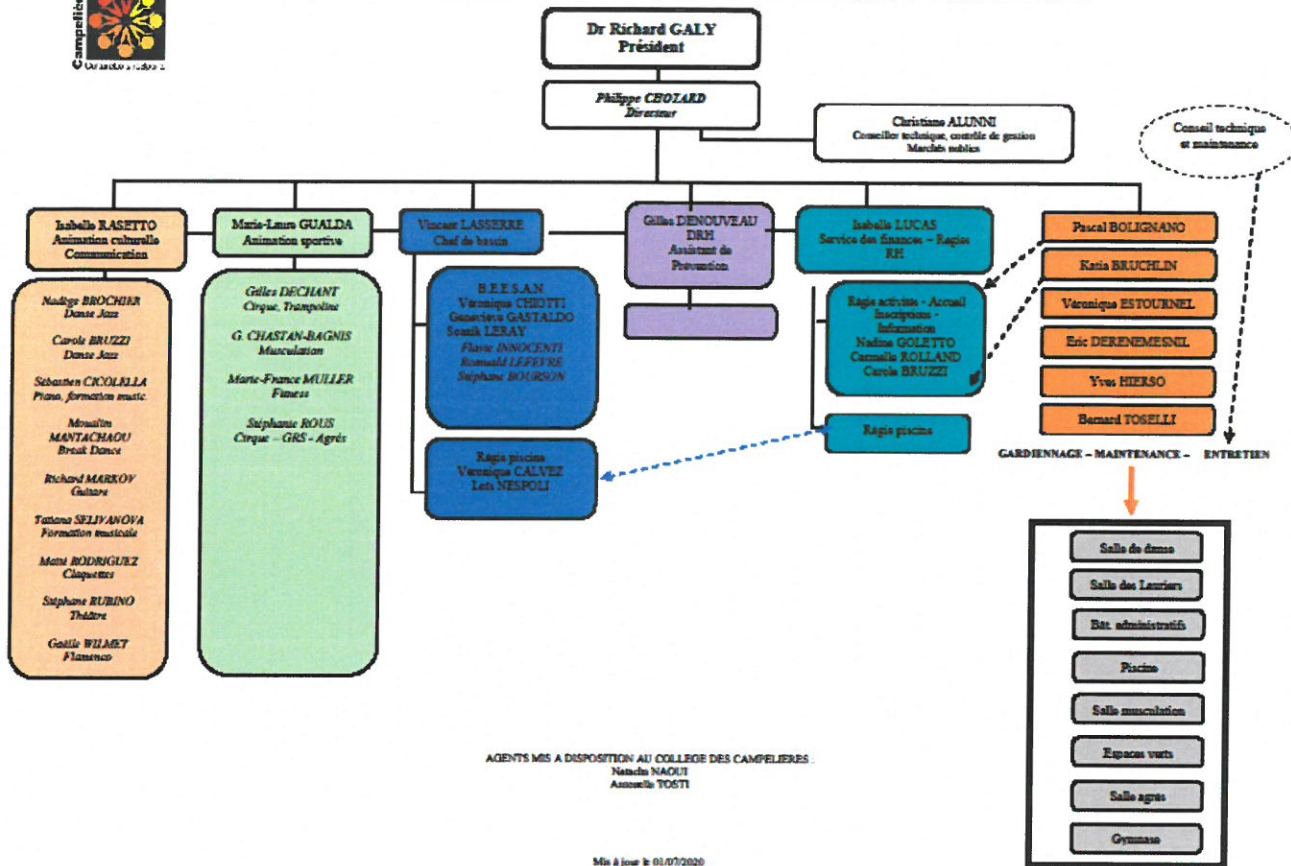 Dr Richard GALY
Président
Philippe CHOTARD
Directeur
Christiane ALUNNI
Conseiller technique, contrôle de gestion
Marchés publics
Conseil technique
et maintenance
Isabelle RASETTO
Animation culturelle
Communication
Marie-Laure GUALDA
Animation sportive
Vincent LASSERRE
Chef de bassin
Gilles DENOUVEAU
DRH
Assistant de
Prévention
Isabelle LUCAS
Service des finances – Régies
RH
Pascal BOLIGNANO
Katia BRUCHLIN
Véronique ESTOURNEL
Eric DERENEMESNIL
Yves HIERSO
Bernard TOSELLI
GARDIENNAGE – MAINTENANCE – ENTRETIEN
Nadège BROCHIER
Danse Jazz
Carole BRUZZI
Danse Jazz
Sébastien CICOLELLA
Piano, formation music.
MANTACHAOU
Break Dance
Richard MARKOV
Guitare
Tatiana SELIVANOVA
Formation musicale
Maïté RODRIGUEZ
Claquettes
Stéphane RUBINO
Théâtre
Gaëlle WILMET
Flamenco
Gilles DECHANT
Cirque, Trampoline
G. CHASTAN-BAGNIS
Musculation
Marie-France MULLER
Fitness
Stéphanie ROUS
Cirque – GRS - Agrès
B.E.E.S.A.N
Véronique CHIOTTI
Geneviève GASTALDO
LERAY
Flavie INNOCENTI
Romuald LEFEVRE
Stéphane BOURSON
Régie piscine
Véronique CALVEZ
Loïs NESPOLI
Régie activités - Accueil
Inscriptions -
Information
Nadine GOLETTO
Carmelle ROLLAND
Carole BRUZZI
Régie piscine
Salle de danse
Salle des Lauriers
Bât. administratifs
Piscine
Salle musculation
Espaces verts
Salle agrès
Gymnase
AGENTS MIS A DISPOSITION AU COLLEGE DES CAMPELIERES :
NAOUI
Antonella TOSTI
Mis à jour le 01/07/2020